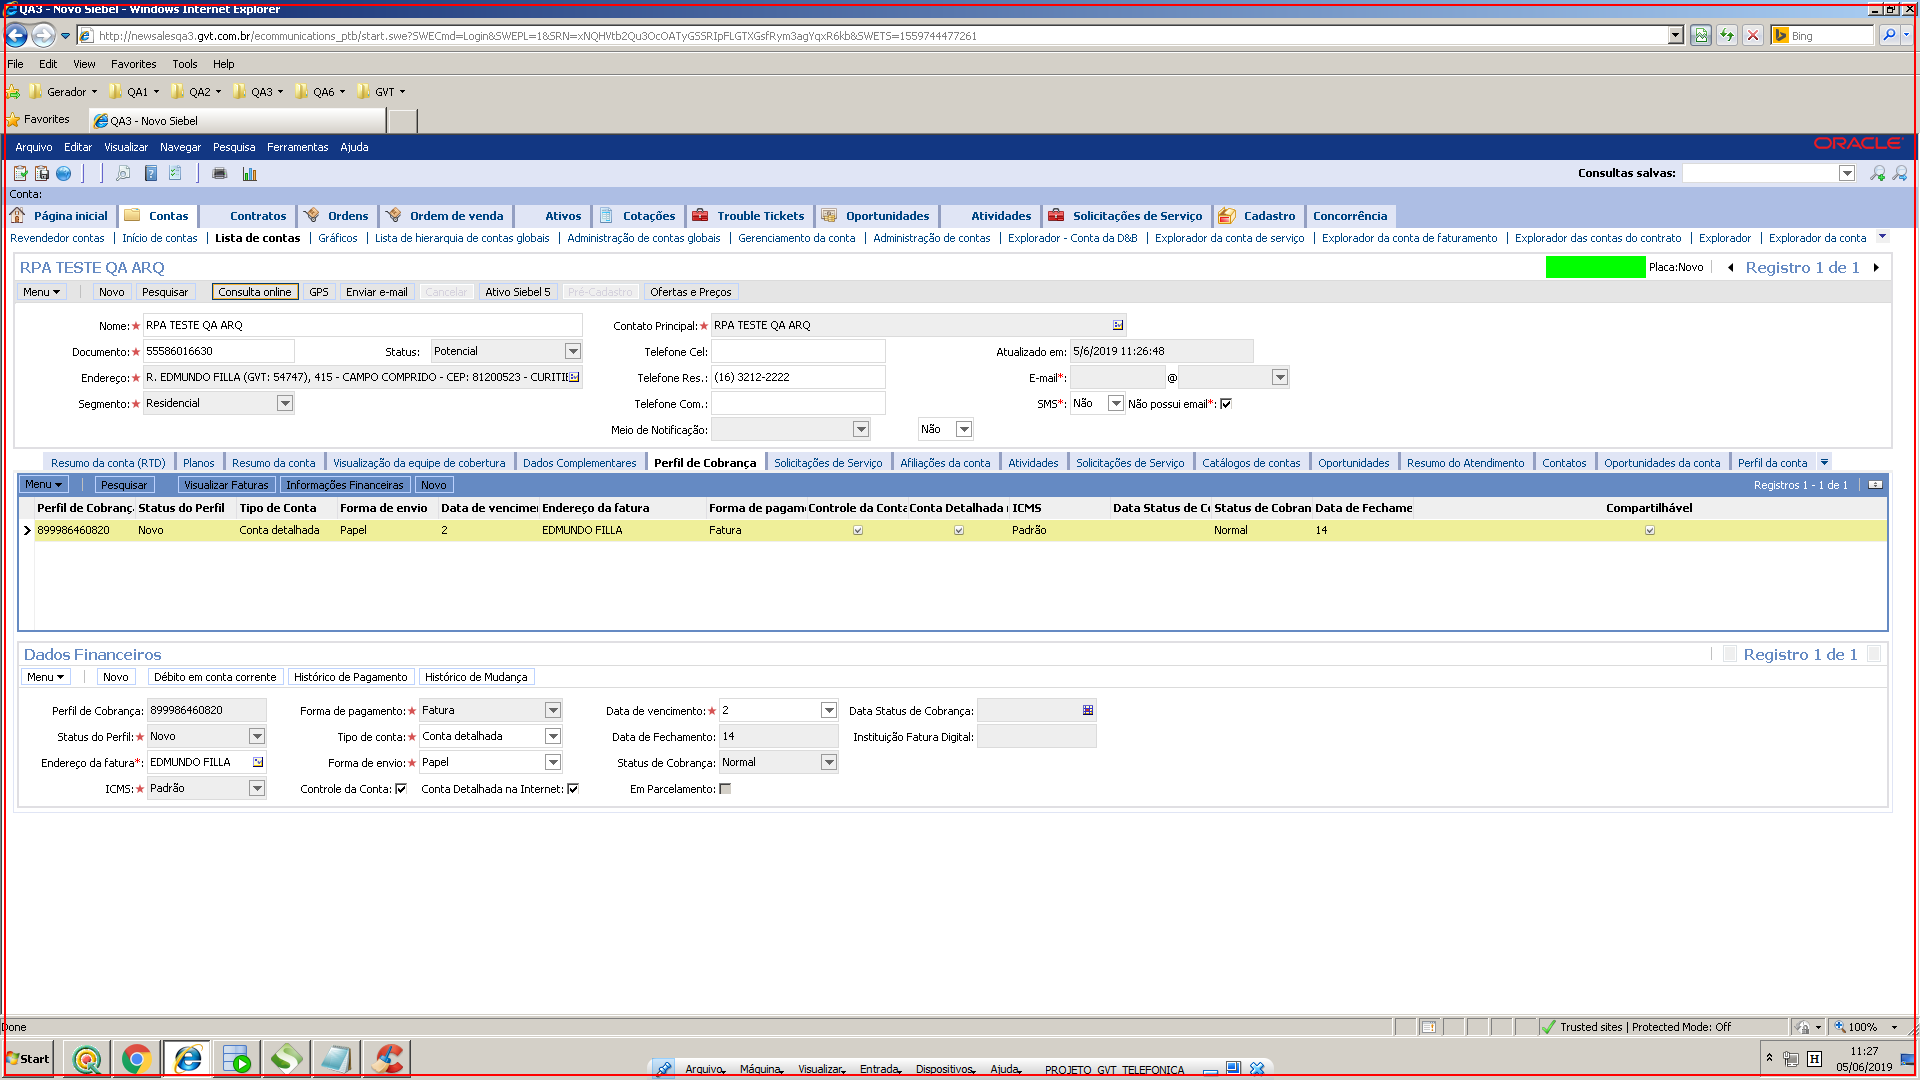 QA3 - Novo Siebel - Windows Internet Explorer
http://newsalesqa3.gvt.com.br/ecommunications_ptb/start.swe?SWECmd=Login&SWEPL=1&SRN=xNQHVtb2Qu3OcOATyGSSRIpFLGTXGsfRym3agYqxR6kb&SWETS=1559744477261
Bing
File Edit View Favorites Tools Help
Gerador QA1 QA2 QA3 QA6 GVT
Favorites QA3 - Novo Siebel
Arquivo Editar Visualizar Navegar Pesquisa Ferramentas Ajuda ORACLE
Consultas salvas:
Conta:
Página inicial Contas Contratos Ordens Ordem de venda Ativos Cotações Trouble Tickets Oportunidades Atividades Solicitações de Serviço Cadastro Concorrência
Revendedor contas | Início de contas | Lista de contas | Gráficos | Lista de hierarquia de contas globais | Administração de contas globais | Gerenciamento da conta | Administração de contas | Explorador - Conta da D&B | Explorador da conta de serviço | Explorador da conta de faturamento | Explorador das contas do contrato | Explorador | Explorador da conta
RPA TESTE QA ARQ Placa:Novo Registro 1 de 1
Menu Novo Pesquisar Consulta online GPS Enviar e-mail Cancelar Ativo Siebel 5 Pré-Cadastro Ofertas e Preços
Nome: RPA TESTE QA ARQ Contato Principal: RPA TESTE QA ARQ
Documento: 55586016630 Status: Potencial Telefone Cel: Atualizado em: 5/6/2019 11:26:48
Endereço: R. EDMUNDO FILLA (GVT: 54747), 415 - CAMPO COMPRIDO - CEP: 81200523 - CURITIB Telefone Res.: (16) 3212-2222 E-mail*: @
Segmento: Residencial Telefone Com.: SMS*: Não Não possui email*:
Meio de Notificação: Não
Resumo da conta (RTD) Planos Resumo da conta Visualização da equipe de cobertura Dados Complementares Perfil de Cobrança Solicitações de Serviço Afiliações da conta Atividades Solicitações de Serviço Catálogos de contas Oportunidades Resumo do Atendimento Contatos Oportunidades da conta Perfil da conta
Menu Pesquisar Visualizar Faturas Informações Financeiras Novo Registros 1 - 1 de 1
Perfil de Cobrança Status do Perfil Tipo de Conta Forma de envio Data de vencimen Endereço da fatura Forma de pagam Controle da Conta Conta Detalhada ICMS Data Status de C Status de Cobran Data de Fechame Compartilhável
899986460820 Novo Conta detalhada Papel 2 EDMUNDO FILLA Fatura Padrão Normal 14
Dados Financeiros Registro 1 de 1
Menu Novo Débito em conta corrente Histórico de Pagamento Histórico de Mudança
Perfil de Cobrança: 899986460820 Forma de pagamento: Fatura Data de vencimento: 2 Data Status de Cobrança:
Status do Perfil: Novo Tipo de conta: Conta detalhada Data de Fechamento: 14 Instituição Fatura Digital:
Endereço da fatura*: EDMUNDO FILLA Forma de envio: Papel Status de Cobrança: Normal
ICMS: Padrão Controle da Conta: Conta Detalhada na Internet: Em Parcelamento:
Done Trusted sites | Protected Mode: Off 100%
Start Arquivo Máquina Visualizar Entrada Dispositivos Ajuda PROJETO_GVT_TELEFONICA H 11:27
05/06/2019